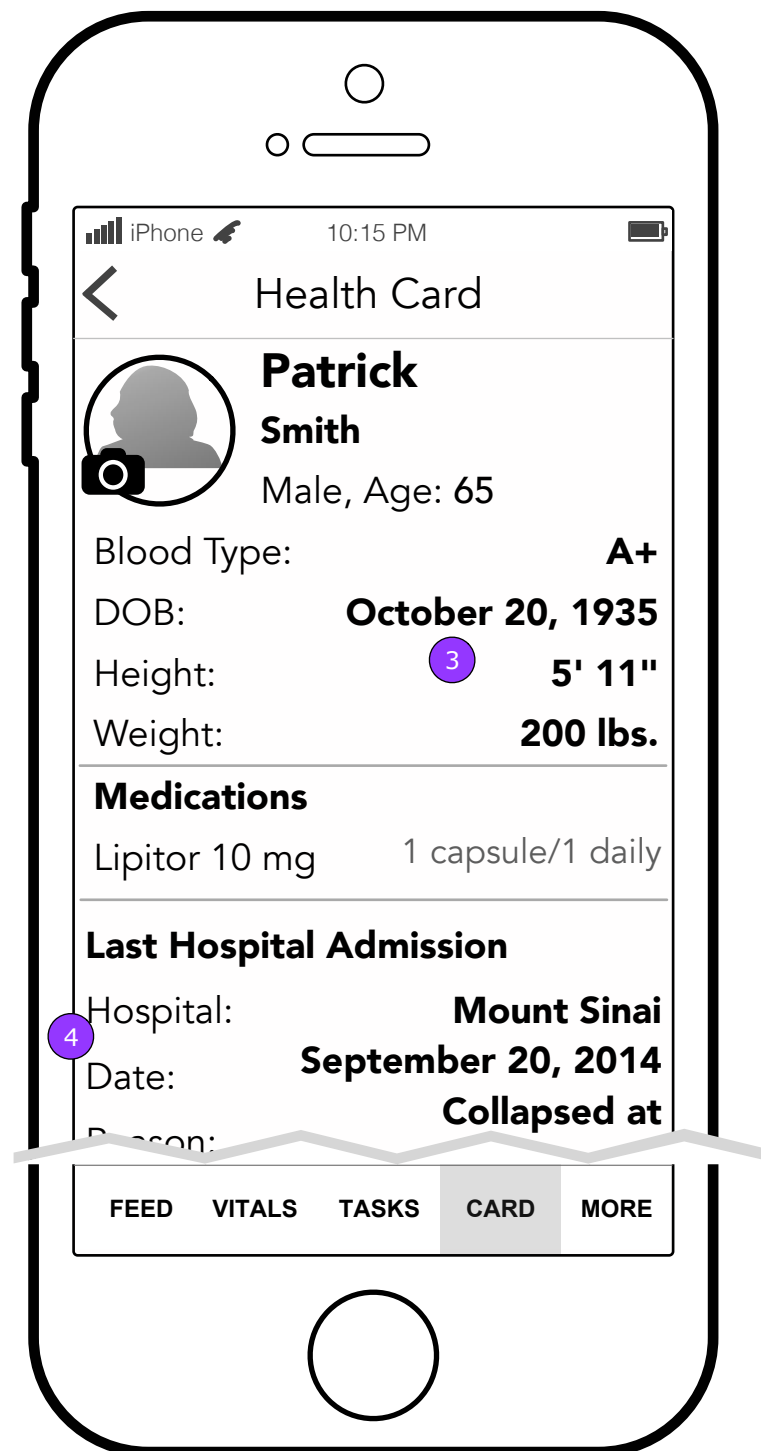 iPhone 10:15 PM
Health Card
Patrick
Smith
Male, Age: 65
Blood Type: A+
DOB: October 20, 1935
3
Height: 5' 11"
Weight: 200 lbs.
Medications
Lipitor 10 mg 1 capsule/1 daily
Last Hospital Admission
Hospital: Mount Sinai
4
Date: September 20, 2014
Reason: Collapsed at
FEED VITALS TASKS CARD MORE